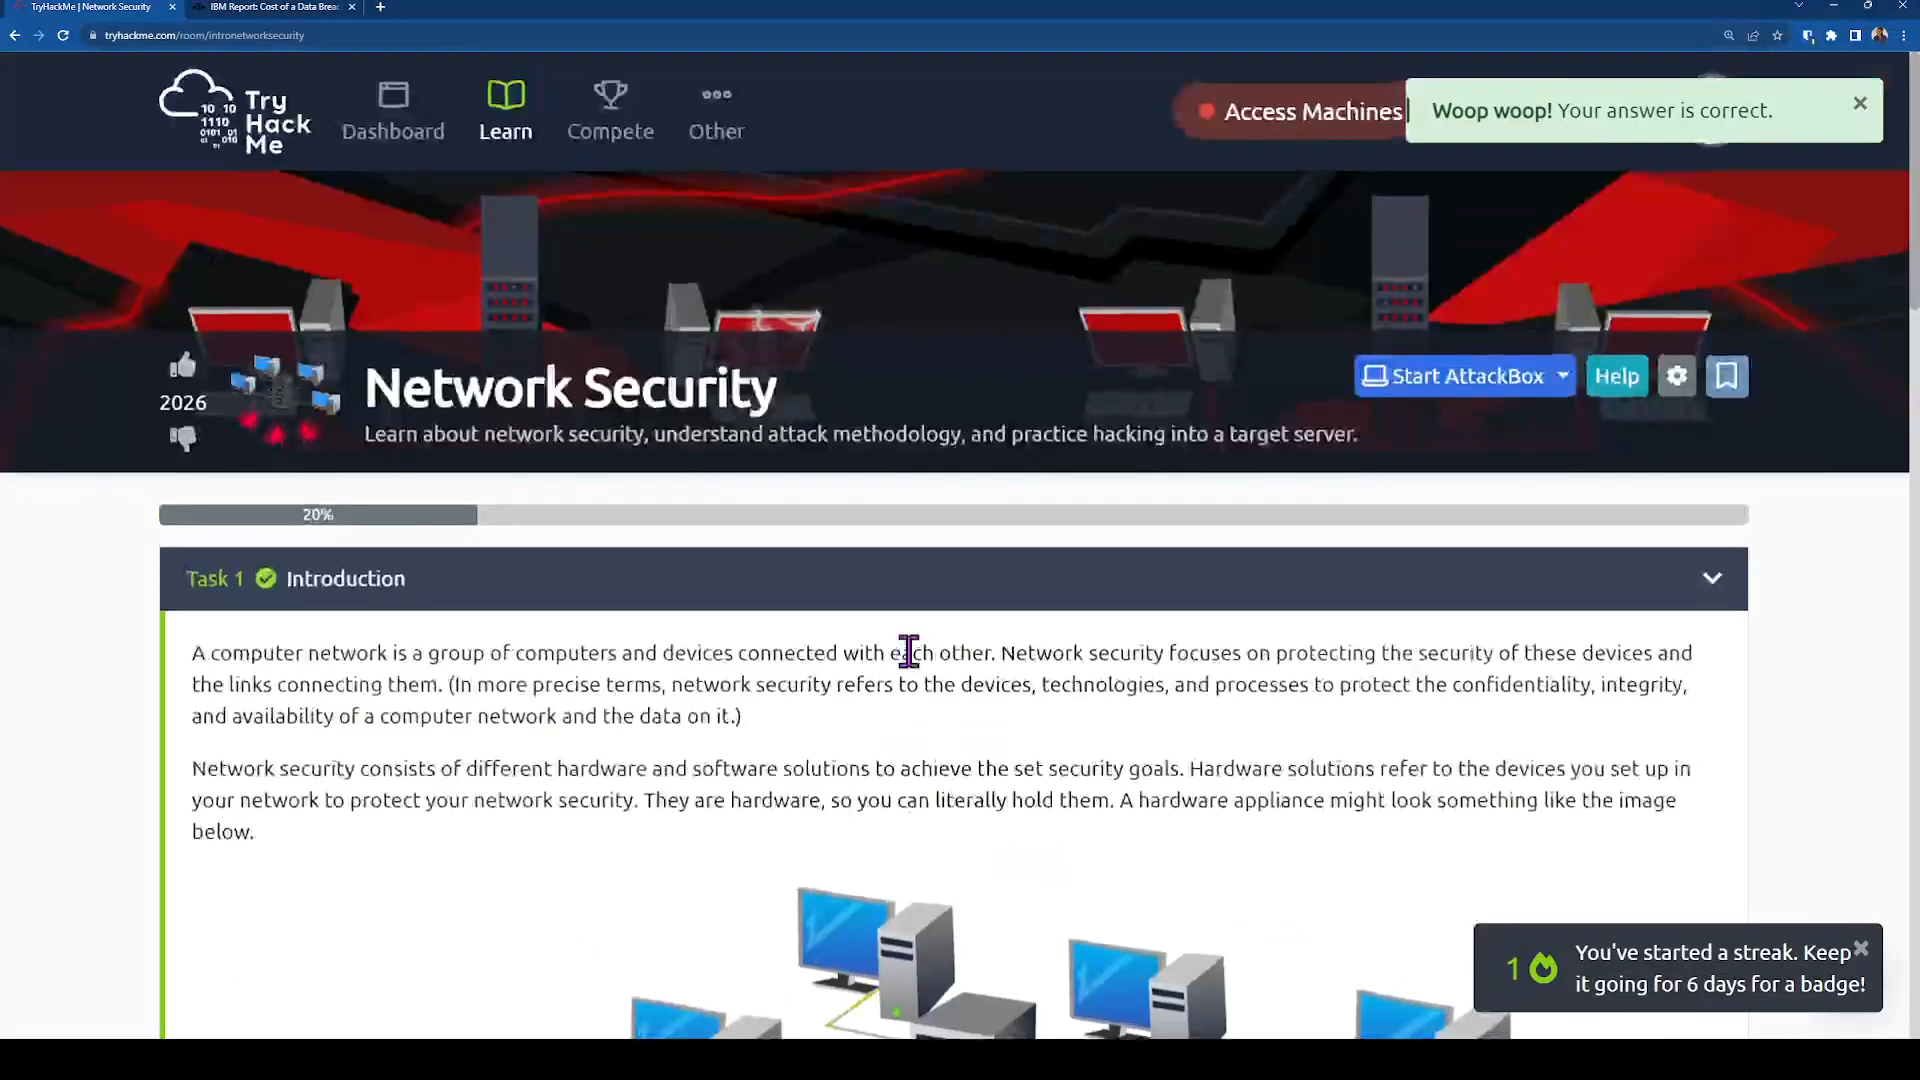 TryHackMe | Network Security
IBM Report: Cost of a Data Brea
tryhackme.com/room/intronetworksecurity
10 10
1110
0101 01
010
01
Try
Hack
Me
Dashboard
Learn
Compete
Other
Access Machines
Woop woop! Your answer is correct.
2026
Network Security
Learn about network security, understand attack methodology, and practice hacking into a target server.
Start AttackBox
Help
20%
Task 1 Introduction
A computer network is a group of computers and devices connected with each other. Network security focuses on protecting the security of these devices and
the links connecting them. (In more precise terms, network security refers to the devices, technologies, and processes to protect the confidentiality, integrity,
and availability of a computer network and the data on it.)
Network security consists of different hardware and software solutions to achieve the set security goals. Hardware solutions refer to the devices you set up in
your network to protect your network security. They are hardware, so you can literally hold them. A hardware appliance might look something like the image
below.
1
You've started a streak. Keep
it going for 6 days for a badge!